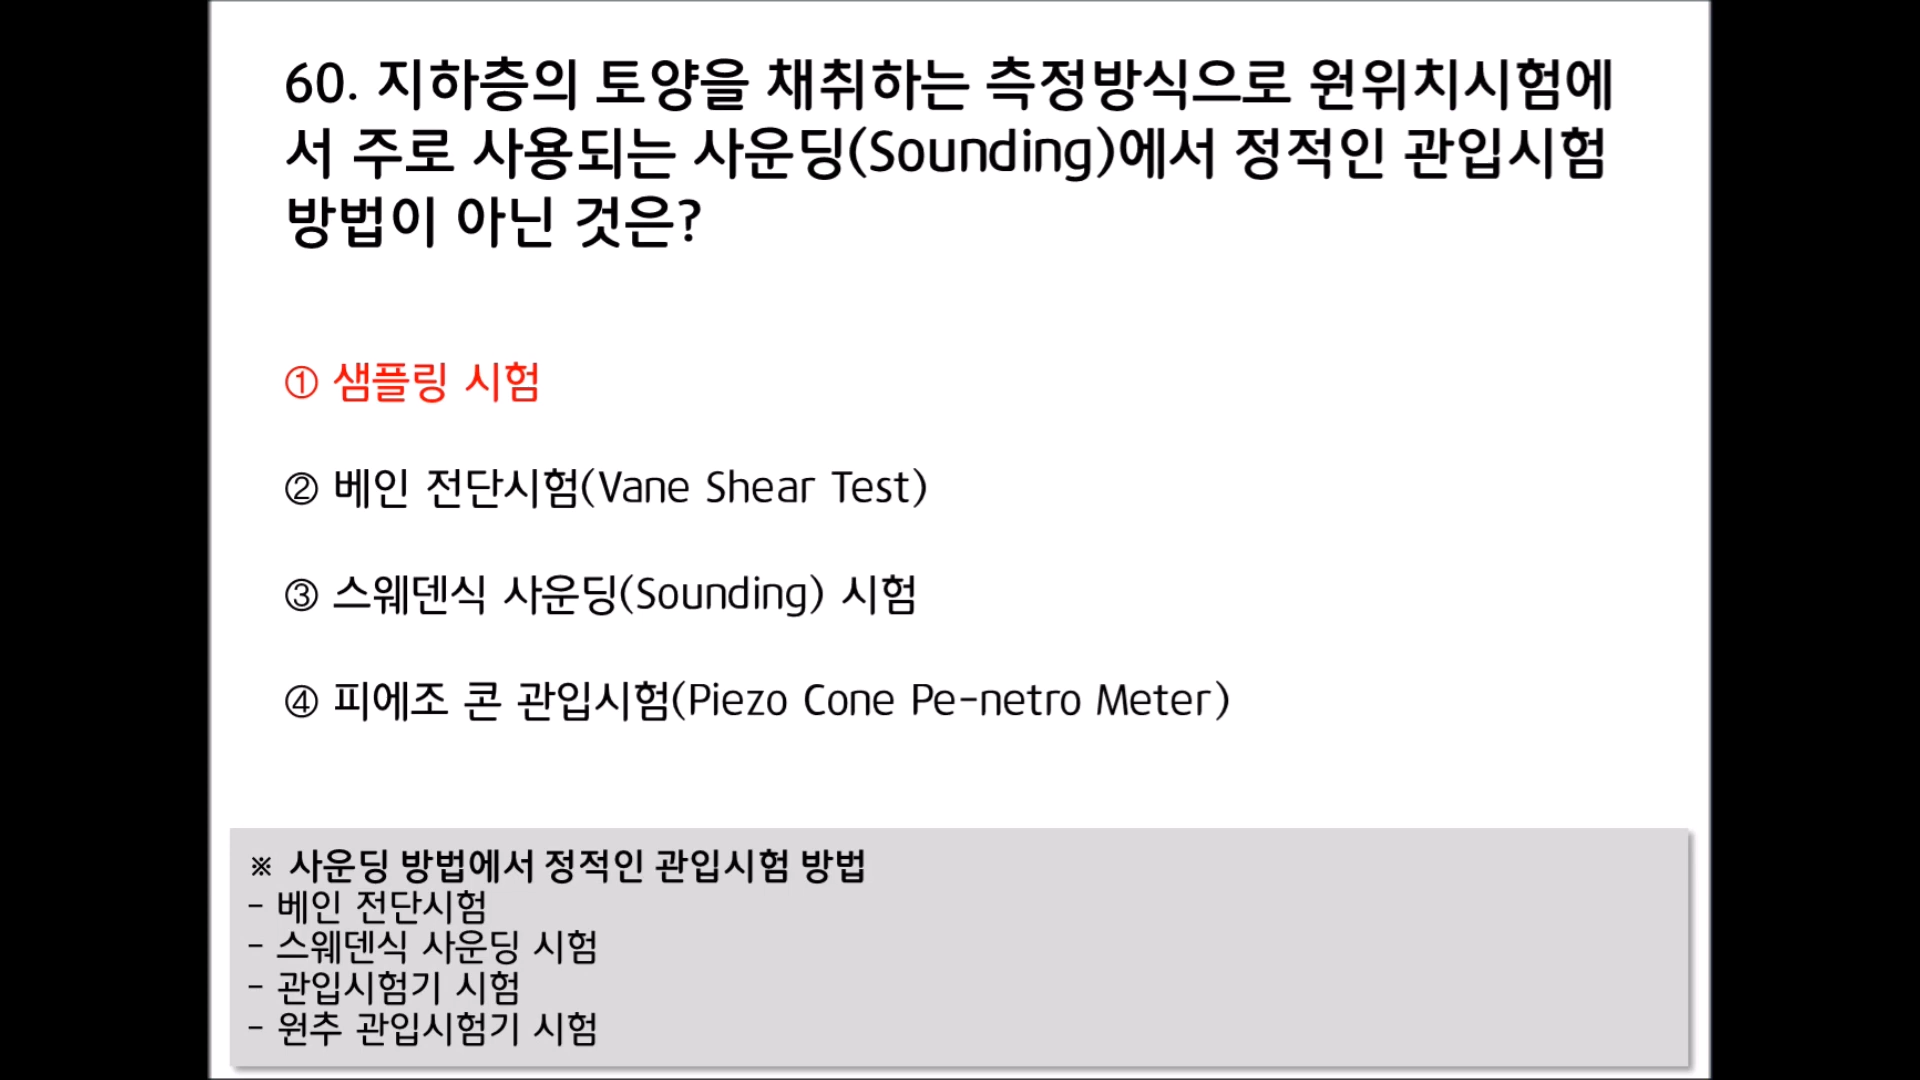 60. 지하층의 토양을 채취하는 측정방식으로 원위치시험에
서 주로 사용되는 사운딩(Sounding)에서 정적인 관입시험
방법이 아닌 것은?
① 샘플링 시험
② 베인 전단시험(Vane Shear Test)
③ 스웨덴식 사운딩(Sounding) 시험
④ 피에조 콘 관입시험(Piezo Cone Pe-netro Meter)
※ 사운딩 방법에서 정적인 관입시험 방법
- 베인 전단시험
- 스웨덴식 사운딩 시험
- 관입시험기 시험
- 원추 관입시험기 시험